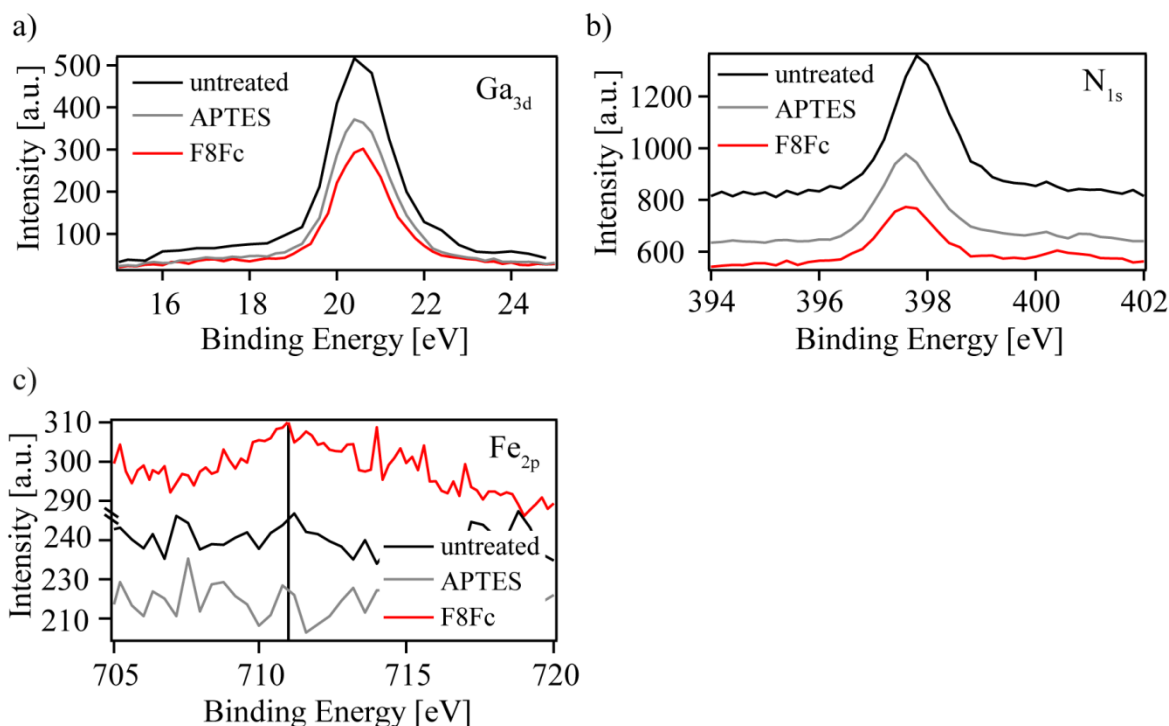 a)
Intensity [a.u.]
500
400
300
200
100
untreated
APTES
F8Fc
Ga3d
16
18
20
22
24
Binding Energy [eV]
b)
Intensity [a.u.]
1200
1000
800
600
untreated
APTES
F8Fc
N1s
394
396
398
400
402
Binding Energy [eV]
c)
Intensity [a.u.]
Intensity [a.u.]
310
300
290
240
220
210
Fe2p
untreated
APTES
F8Fc
705
710
715
720
Binding Energy [eV]